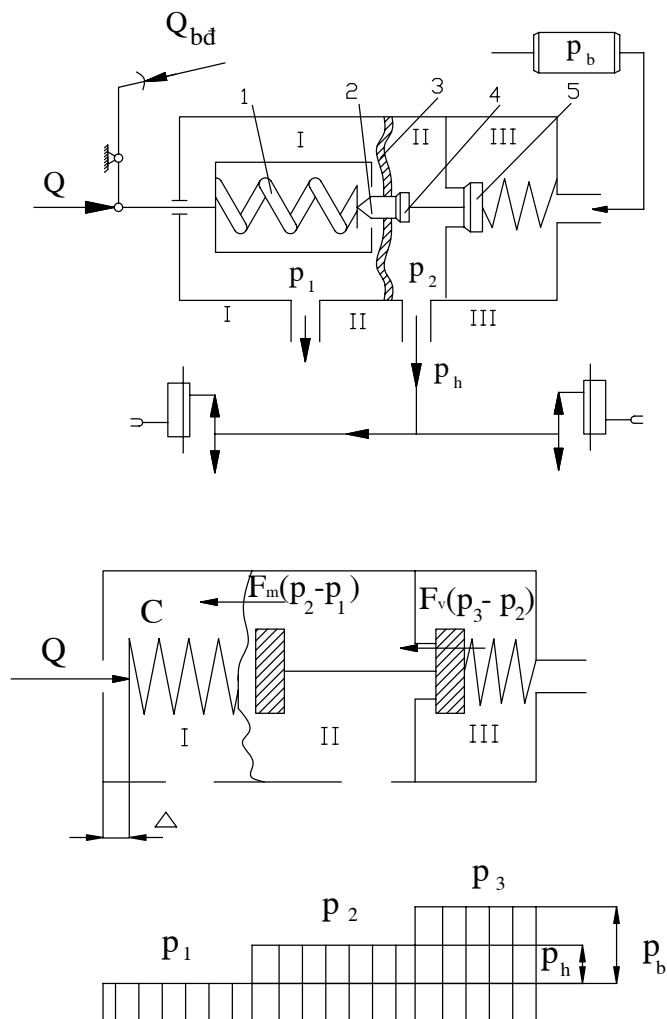 Q_bđ
p_b
1 2 3 4 5
I II III
Q
p_1 p_2
I II III
p_h
F_m(p_2-p_1) F_v(p_3- p_2)
C
Q
I II III
△
p_3
p_2
p_1 p_h p_b